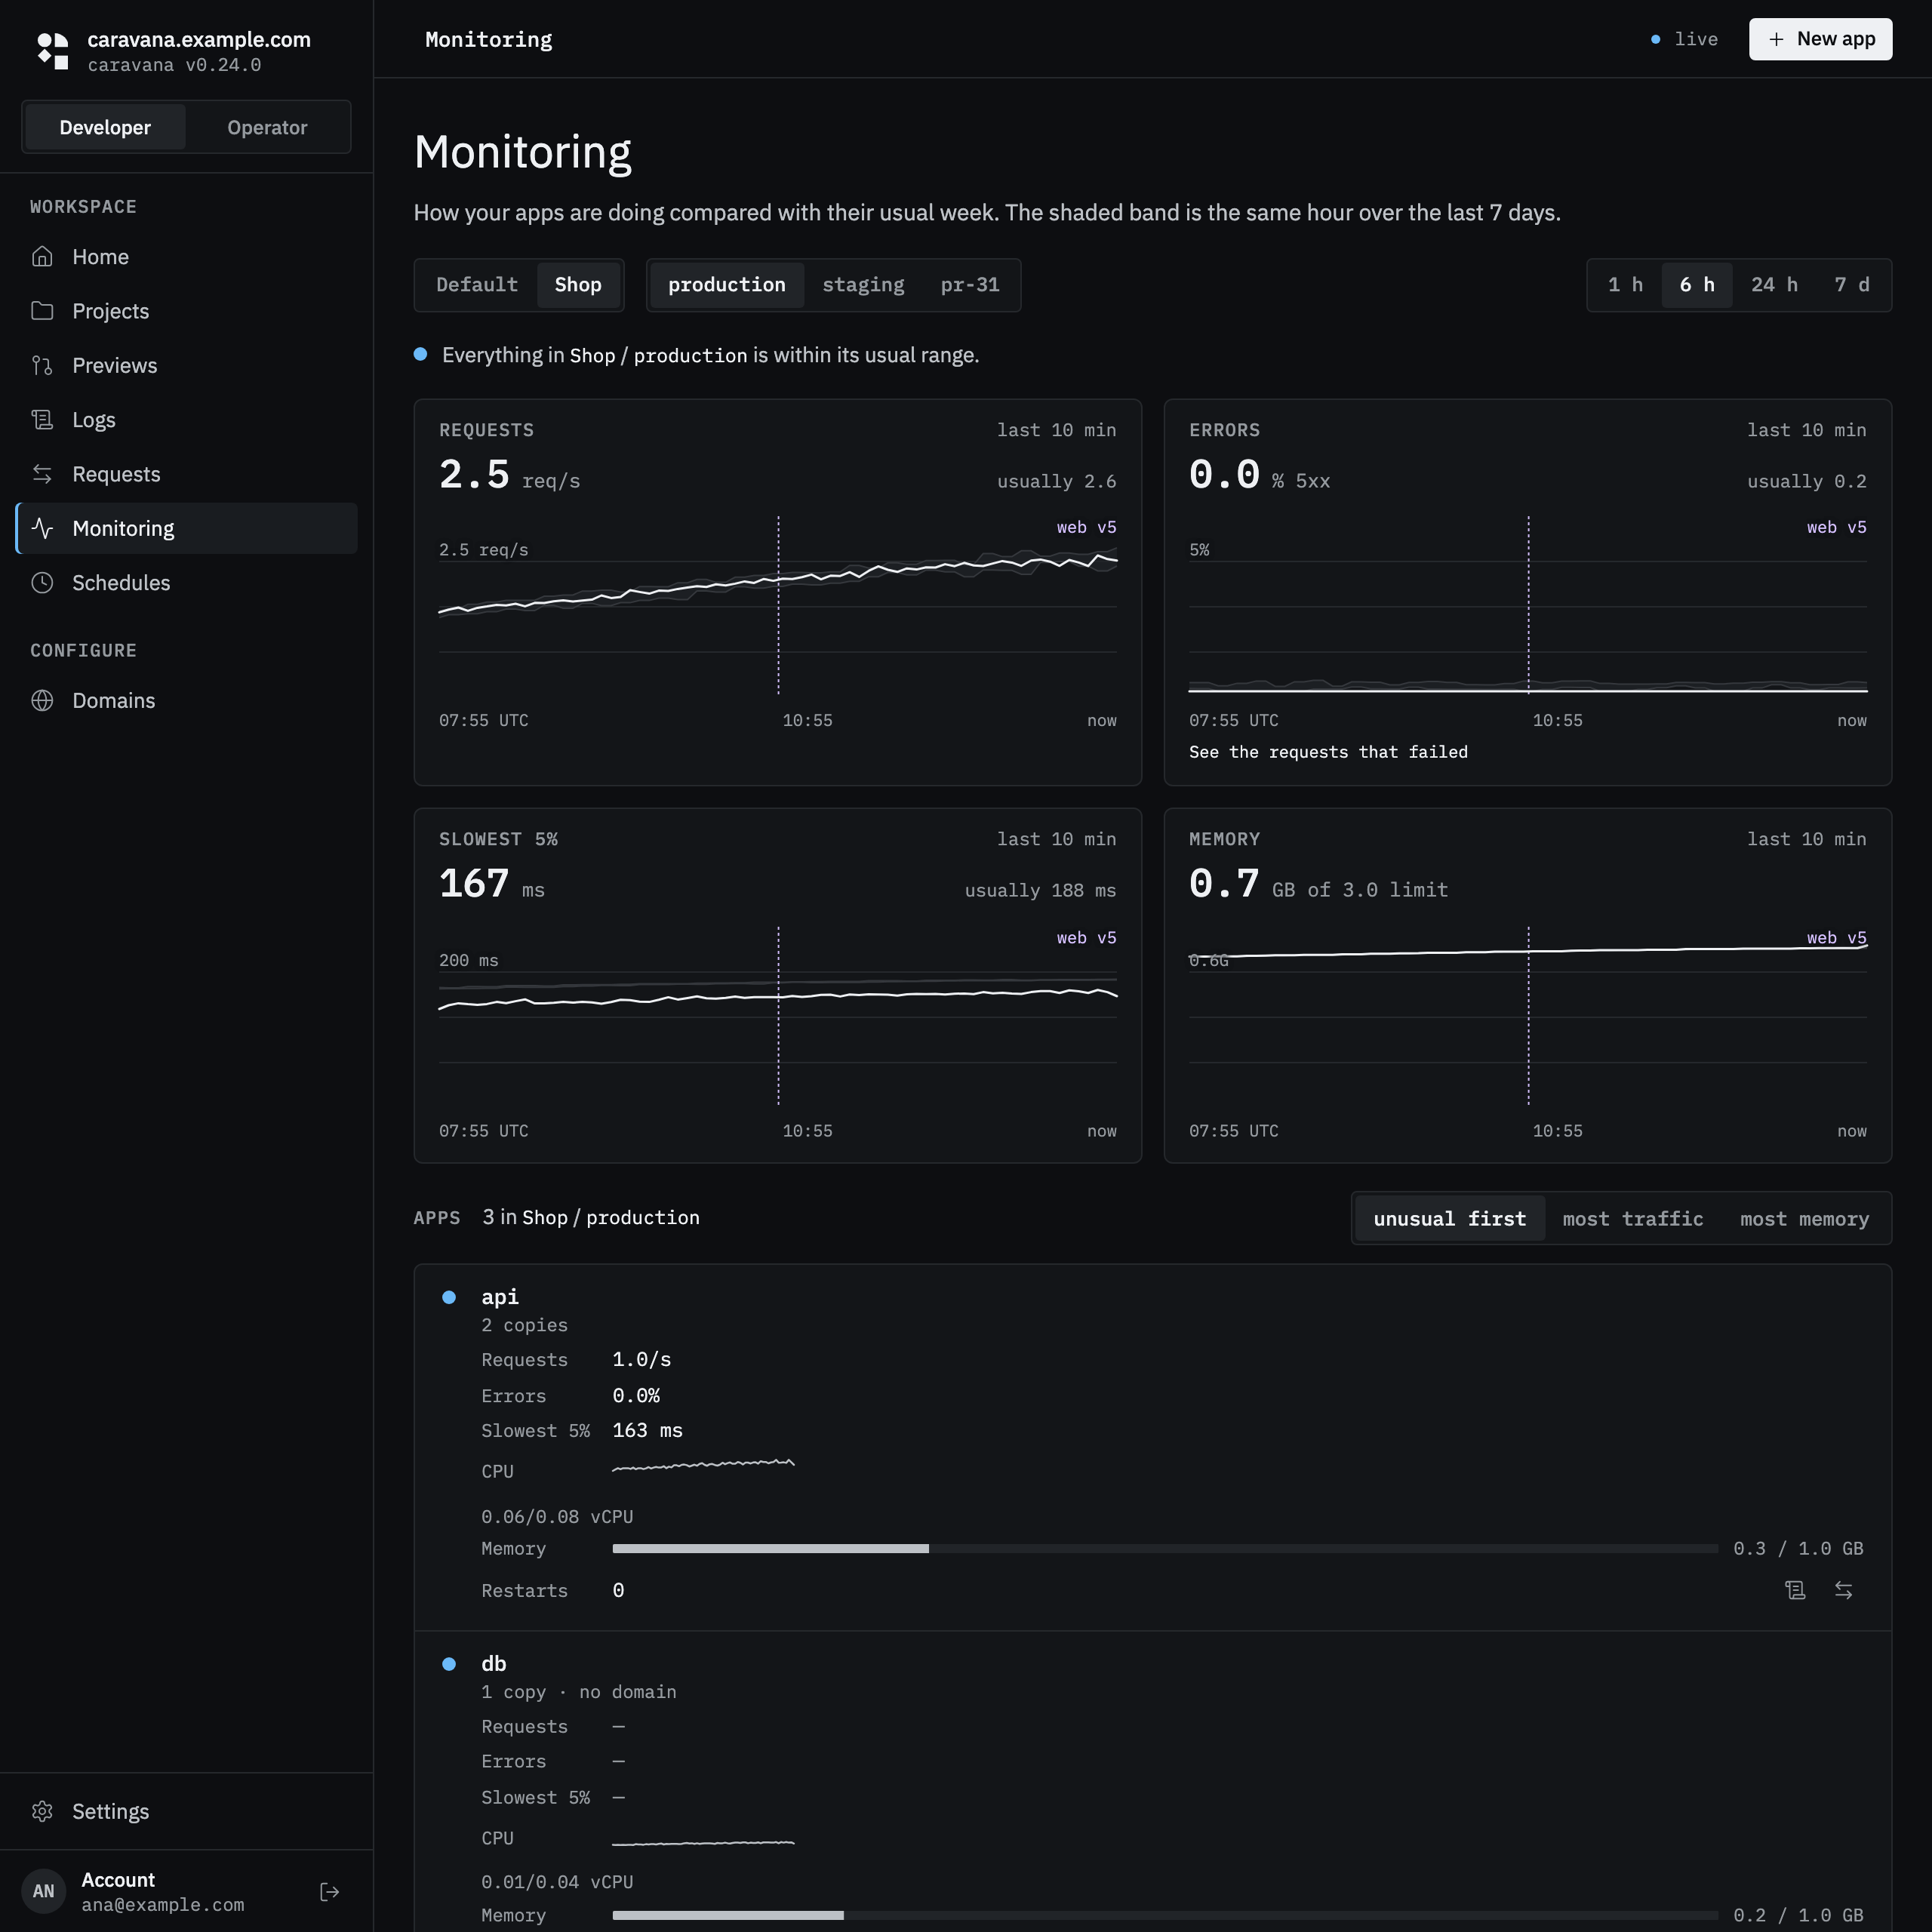 caravana.example.com
caravana v0.24.0
Developer
Operator
WORKSPACE
Home
Projects
Previews
Logs
Requests
Monitoring
Schedules
CONFIGURE
Domains
Settings
AN
Account
ana@example.com
Monitoring
live
+ New app
Monitoring
How your apps are doing compared with their usual week. The shaded band is the same hour over the last 7 days.
Default
Shop
production
staging
pr-31
1 h
6 h
24 h
7 d
Everything in Shop / production is within its usual range.
REQUESTS
last 10 min
2.5 req/s
usually 2.6
web v5
2.5 req/s
07:55 UTC
10:55
now
ERRORS
last 10 min
0.0 % 5xx
usually 0.2
web v5
5%
07:55 UTC
10:55
now
See the requests that failed
SLOWEST 5%
last 10 min
167 ms
usually 188 ms
web v5
200 ms
07:55 UTC
10:55
now
MEMORY
last 10 min
0.7 GB of 3.0 limit
web v5
0.6G
07:55 UTC
10:55
now
APPS
3 in Shop / production
unusual first
most traffic
most memory
api
2 copies
Requests 1.0/s
Errors 0.0%
Slowest 5% 163 ms
CPU
0.06/0.08 vCPU
Memory 0.3 / 1.0 GB
Restarts 0
db
1 copy · no domain
Requests —
Errors —
Slowest 5% —
CPU
0.01/0.04 vCPU
Memory 0.2 / 1.0 GB